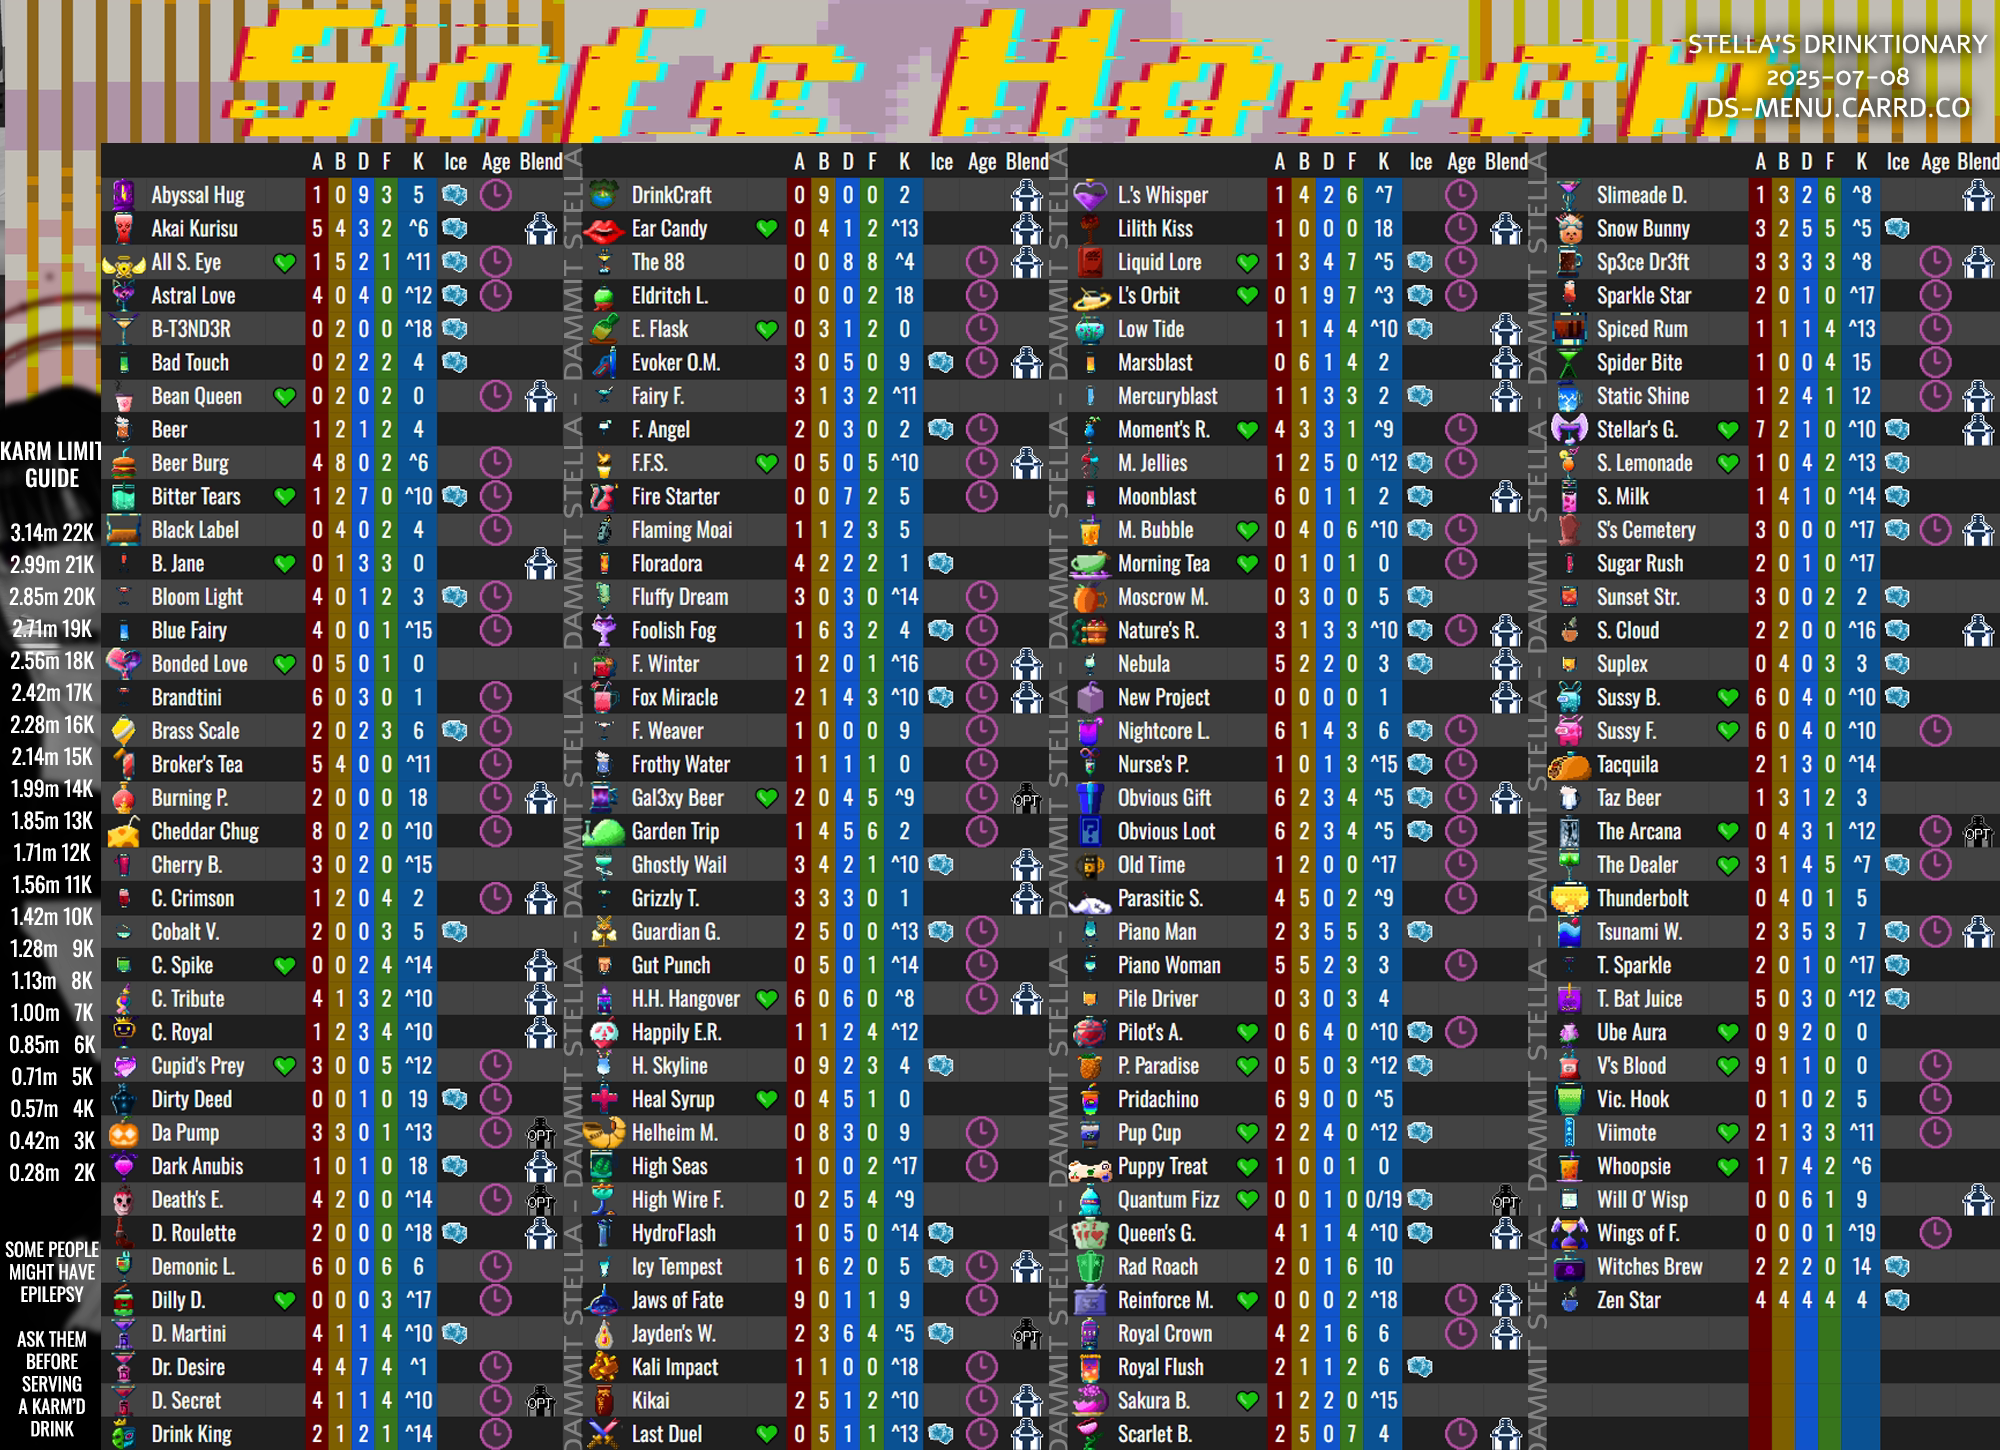 Safe Haven
STELLA'S DRINKTIONARY
2025-07-08
DS-MENU.CARRD.CO
KARM LIMIT
GUIDE
3.14m 22K
2.99m 21K
2.85m 20K
2.71m 19K
2.56m 18K
2.42m 17K
2.28m 16K
2.14m 15K
1.99m 14K
1.85m 13K
1.71m 12K
1.56m 11K
1.42m 10K
1.28m 9K
1.13m 8K
1.00m 7K
0.85m 6K
0.71m 5K
0.57m 4K
0.42m 3K
0.28m 2K
SOME PEOPLE
MIGHT HAVE
EPILEPSY
ASK THEM
BEFORE
SERVING
A KARM'D
DRINK
A B D F K Ice Age Blend
Abyssal Hug 1 0 9 3 5
Akai Kurisu 5 4 3 2 ^6
All S. Eye 1 5 2 1 ^11
Astral Love 4 0 4 0 ^12
B-T3ND3R 0 2 0 0 ^18
Bad Touch 0 2 2 2 4
Bean Queen 0 2 0 2 0
Beer 1 2 1 2 4
Beer Burg 4 8 0 2 ^6
Bitter Tears 1 2 7 0 ^10
Black Label 0 4 0 2 4
B. Jane 0 1 3 3 0
Bloom Light 4 0 1 2 3
Blue Fairy 4 0 0 1 ^15
Bonded Love 0 5 0 1 0
Brandtini 6 0 3 0 1
Brass Scale 2 0 2 3 6
Broker's Tea 5 4 0 0 ^11
Burning P. 2 0 0 0 18
Cheddar Chug 8 0 2 0 ^10
Cherry B. 3 0 2 0 ^15
C. Crimson 1 2 0 4 2
Cobalt V. 2 0 0 3 5
C. Spike 0 0 2 4 ^14
C. Tribute 4 1 3 2 ^10
C. Royal 1 2 3 4 ^10
Cupid's Prey 3 0 0 5 ^12
Dirty Deed 0 0 1 0 19
Da Pump 3 3 0 1 ^13 OPT
Dark Anubis 1 0 1 0 18
Death's E. 4 2 0 0 ^14 OPT
D. Roulette 2 0 0 0 ^18
Demonic L. 6 0 0 6 6
Dilly D. 0 0 0 3 ^17
D. Martini 4 1 1 4 ^10
Dr. Desire 4 4 7 4 ^1
D. Secret 4 1 1 4 ^10 OPT
Drink King 2 1 2 1 ^14
DAMMIT STELLA - DAMMIT STELLA - DAMMIT STELLA - DAMMIT STELLA
A B D F K Ice Age Blend
DrinkCraft 0 9 0 0 2
Ear Candy 0 4 1 2 ^13
The 88 0 0 8 8 ^4
Eldritch L. 0 0 0 2 18
E. Flask 0 3 1 2 0
Evoker O.M. 3 0 5 0 9
Fairy F. 3 1 3 2 ^11
F. Angel 2 0 3 0 2
F.F.S. 0 5 0 5 ^10
Fire Starter 0 0 7 2 5
Flaming Moai 1 1 2 3 5
Floradora 4 2 2 2 1
Fluffy Dream 3 0 3 0 ^14
Foolish Fog 1 6 3 2 4
F. Winter 1 2 0 1 ^16
Fox Miracle 2 1 4 3 ^10
F. Weaver 1 0 0 0 9
Frothy Water 1 1 1 1 0
Gal3xy Beer 2 0 4 5 ^9 OPT
Garden Trip 1 4 5 6 2
Ghostly Wail 3 4 2 1 ^10
Grizzly T. 3 3 3 0 1
Guardian G. 2 5 0 0 ^13
Gut Punch 0 5 0 1 ^14
H.H. Hangover 6 0 6 0 ^8
Happily E.R. 1 1 2 4 ^12
H. Skyline 0 9 2 3 4
Heal Syrup 0 4 5 1 0
Helheim M. 0 8 3 0 9
High Seas 1 0 0 2 ^17
High Wire F. 0 2 5 4 ^9
HydroFlash 1 0 5 0 ^14
Icy Tempest 1 6 2 0 5
Jaws of Fate 9 0 1 1 9
Jayden's W. 2 3 6 4 ^5 OPT
Kali Impact 1 1 0 0 ^18
Kikai 2 5 1 2 ^10
Last Duel 0 5 1 1 ^13
DAMMIT STELLA - DAMMIT STELLA - DAMMIT STELLA - DAMMIT STELLA
A B D F K Ice Age Blend
L.'s Whisper 1 4 2 6 ^7
Lilith Kiss 1 0 0 0 18
Liquid Lore 1 3 4 7 ^5
L's Orbit 0 1 9 7 ^3
Low Tide 1 1 4 4 ^10
Marsblast 0 6 1 4 2
Mercuryblast 1 1 3 3 2
Moment's R. 4 3 3 1 ^9
M. Jellies 1 2 5 0 ^12
Moonblast 6 0 1 1 2
M. Bubble 0 4 0 6 ^10
Morning Tea 0 1 0 1 0
Moscrow M. 0 3 0 0 5
Nature's R. 3 1 3 3 ^10
Nebula 5 2 2 0 3
New Project 0 0 0 0 1
Nightcore L. 6 1 4 3 6
Nurse's P. 1 0 1 3 ^15
Obvious Gift 6 2 3 4 ^5
Obvious Loot 6 2 3 4 ^5
Old Time 1 2 0 0 ^17
Parasitic S. 4 5 0 2 ^9
Piano Man 2 3 5 5 3
Piano Woman 5 5 2 3 3
Pile Driver 0 3 0 3 4
Pilot's A. 0 6 4 0 ^10
P. Paradise 0 5 0 3 ^12
Pridachino 6 9 0 0 ^5
Pup Cup 2 2 4 0 ^12
Puppy Treat 1 0 0 1 0
Quantum Fizz 0 0 1 0 0/19 OPT
Queen's G. 4 1 1 4 ^10
Rad Roach 2 0 1 6 10
Reinforce M. 0 0 0 2 ^18
Royal Crown 4 2 1 6 6
Royal Flush 2 1 1 2 6
Sakura B. 1 2 2 0 ^15
Scarlet B. 2 5 0 7 4
DAMMIT STELLA - DAMMIT STELLA - DAMMIT STELLA - DAMMIT STELLA
A B D F K Ice Age Blend
Slimeade D. 1 3 2 6 ^8
Snow Bunny 3 2 5 5 ^5
Sp3ce Dr3ft 3 3 3 3 ^8
Sparkle Star 2 0 1 0 ^17
Spiced Rum 1 1 1 4 ^13
Spider Bite 1 0 0 4 15
Static Shine 1 2 4 1 12
Stellar's G. 7 2 1 0 ^10
S. Lemonade 1 0 4 2 ^13
S. Milk 1 4 1 0 ^14
S's Cemetery 3 0 0 0 ^17
Sugar Rush 2 0 1 0 ^17
Sunset Str. 3 0 0 2 2
S. Cloud 2 2 0 0 ^16
Suplex 0 4 0 3 3
Sussy B. 6 0 4 0 ^10
Sussy F. 6 0 4 0 ^10
Tacquila 2 1 3 0 ^14
Taz Beer 1 3 1 2 3
The Arcana 0 4 3 1 ^12 OPT
The Dealer 3 1 4 5 ^7
Thunderbolt 0 4 0 1 5
Tsunami W. 2 3 5 3 7
T. Sparkle 2 0 1 0 ^17
T. Bat Juice 5 0 3 0 ^12
Ube Aura 0 9 2 0 0
V's Blood 9 1 1 0 0
Vic. Hook 0 1 0 2 5
Viimote 2 1 3 3 ^11
Whoopsie 1 7 4 2 ^6
Will O' Wisp 0 0 6 1 9
Wings of F. 0 0 0 1 ^19
Witches Brew 2 2 2 0 14
Zen Star 4 4 4 4 4